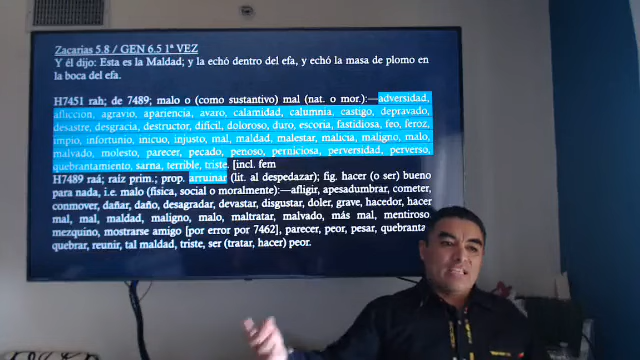 Zacarias 5.8 / GEN 6.5 1ª VEZ
Y él dijo: Esta es la Maldad; y la echó dentro del efa, y echó la masa de plomo en
la boca del efa.
H7451 rah; de 7489; malo o (como sustantivo) mal (nat. o mor.):—adversidad,
aflicción, agravio, apariencia, avaro, calamidad, calumnia, castigo, depravado,
desastre, desgracia, destructor, difícil, doloroso, duro, escoria, fastidiosa, feo, feroz,
impio, infortunio, inicuo, injusto, mal, maldad, malestar, malicia, maligno, malo,
malvado, molesto, parecer, pecado, penoso, perniciosa, perversidad, perverso,
quebrantamiento, sarna, terrible, triste. [incl. fem
H7489 raá; raíz prim.; prop. arruinar (lit. al despedazar); fig. hacer (o ser) bueno
para nada, i.e. malo (física, social o moralmente):—afligir, apesadumbrar, cometer,
conmover, dañar, daño, desagradar, devastar, disgustar, doler, grave, hacedor, hacer
mal, mal, maldad, maligno, malo, maltratar, malvado, más mal, mentiroso
mezquino, mostrarse amigo [por error por 7462], parecer, peor, pesar, quebranta
quebrar, reunir, tal maldad, triste, ser (tratar, hacer) peor.